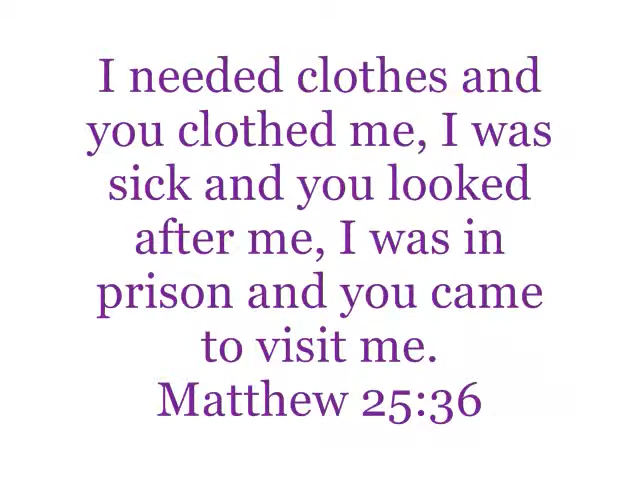 I needed clothes and
you clothed me, I was
sick and you looked
after me, I was in
prison and you came
to visit me.
Matthew 25:36